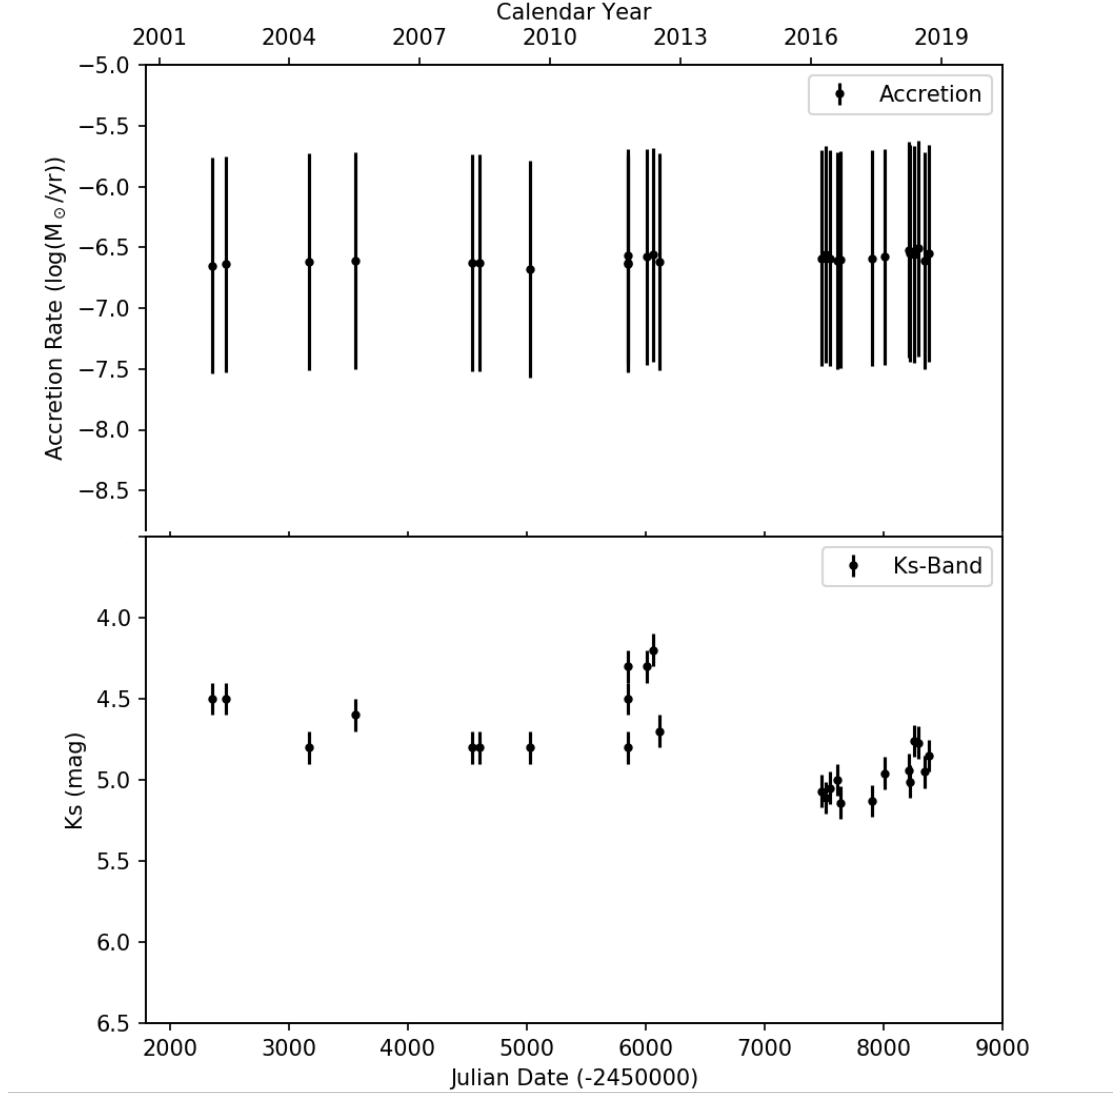 Calendar Year
2001 2004 2007 2010 2013 2016 2019
−5.0
Accretion
−5.5
−6.0
−6.5
−7.0
−7.5
−8.0
−8.5
Accretion Rate (log(M☉/yr))
Ks-Band
4.0
4.5
5.0
5.5
6.0
6.5
Ks (mag)
2000 3000 4000 5000 6000 7000 8000 9000
Julian Date (-2450000)